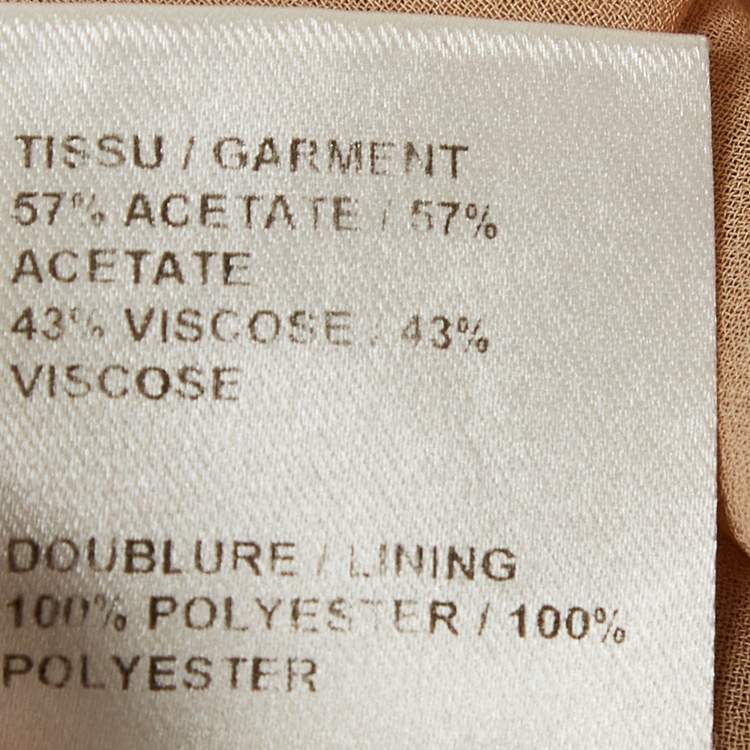 TISSU / GARMENT
57% ACETATE / 57%
ACETATE
43% VISCOSE / 43%
VISCOSE
DOUBLURE / LINING
100% POLYESTER / 100%
POLYESTER